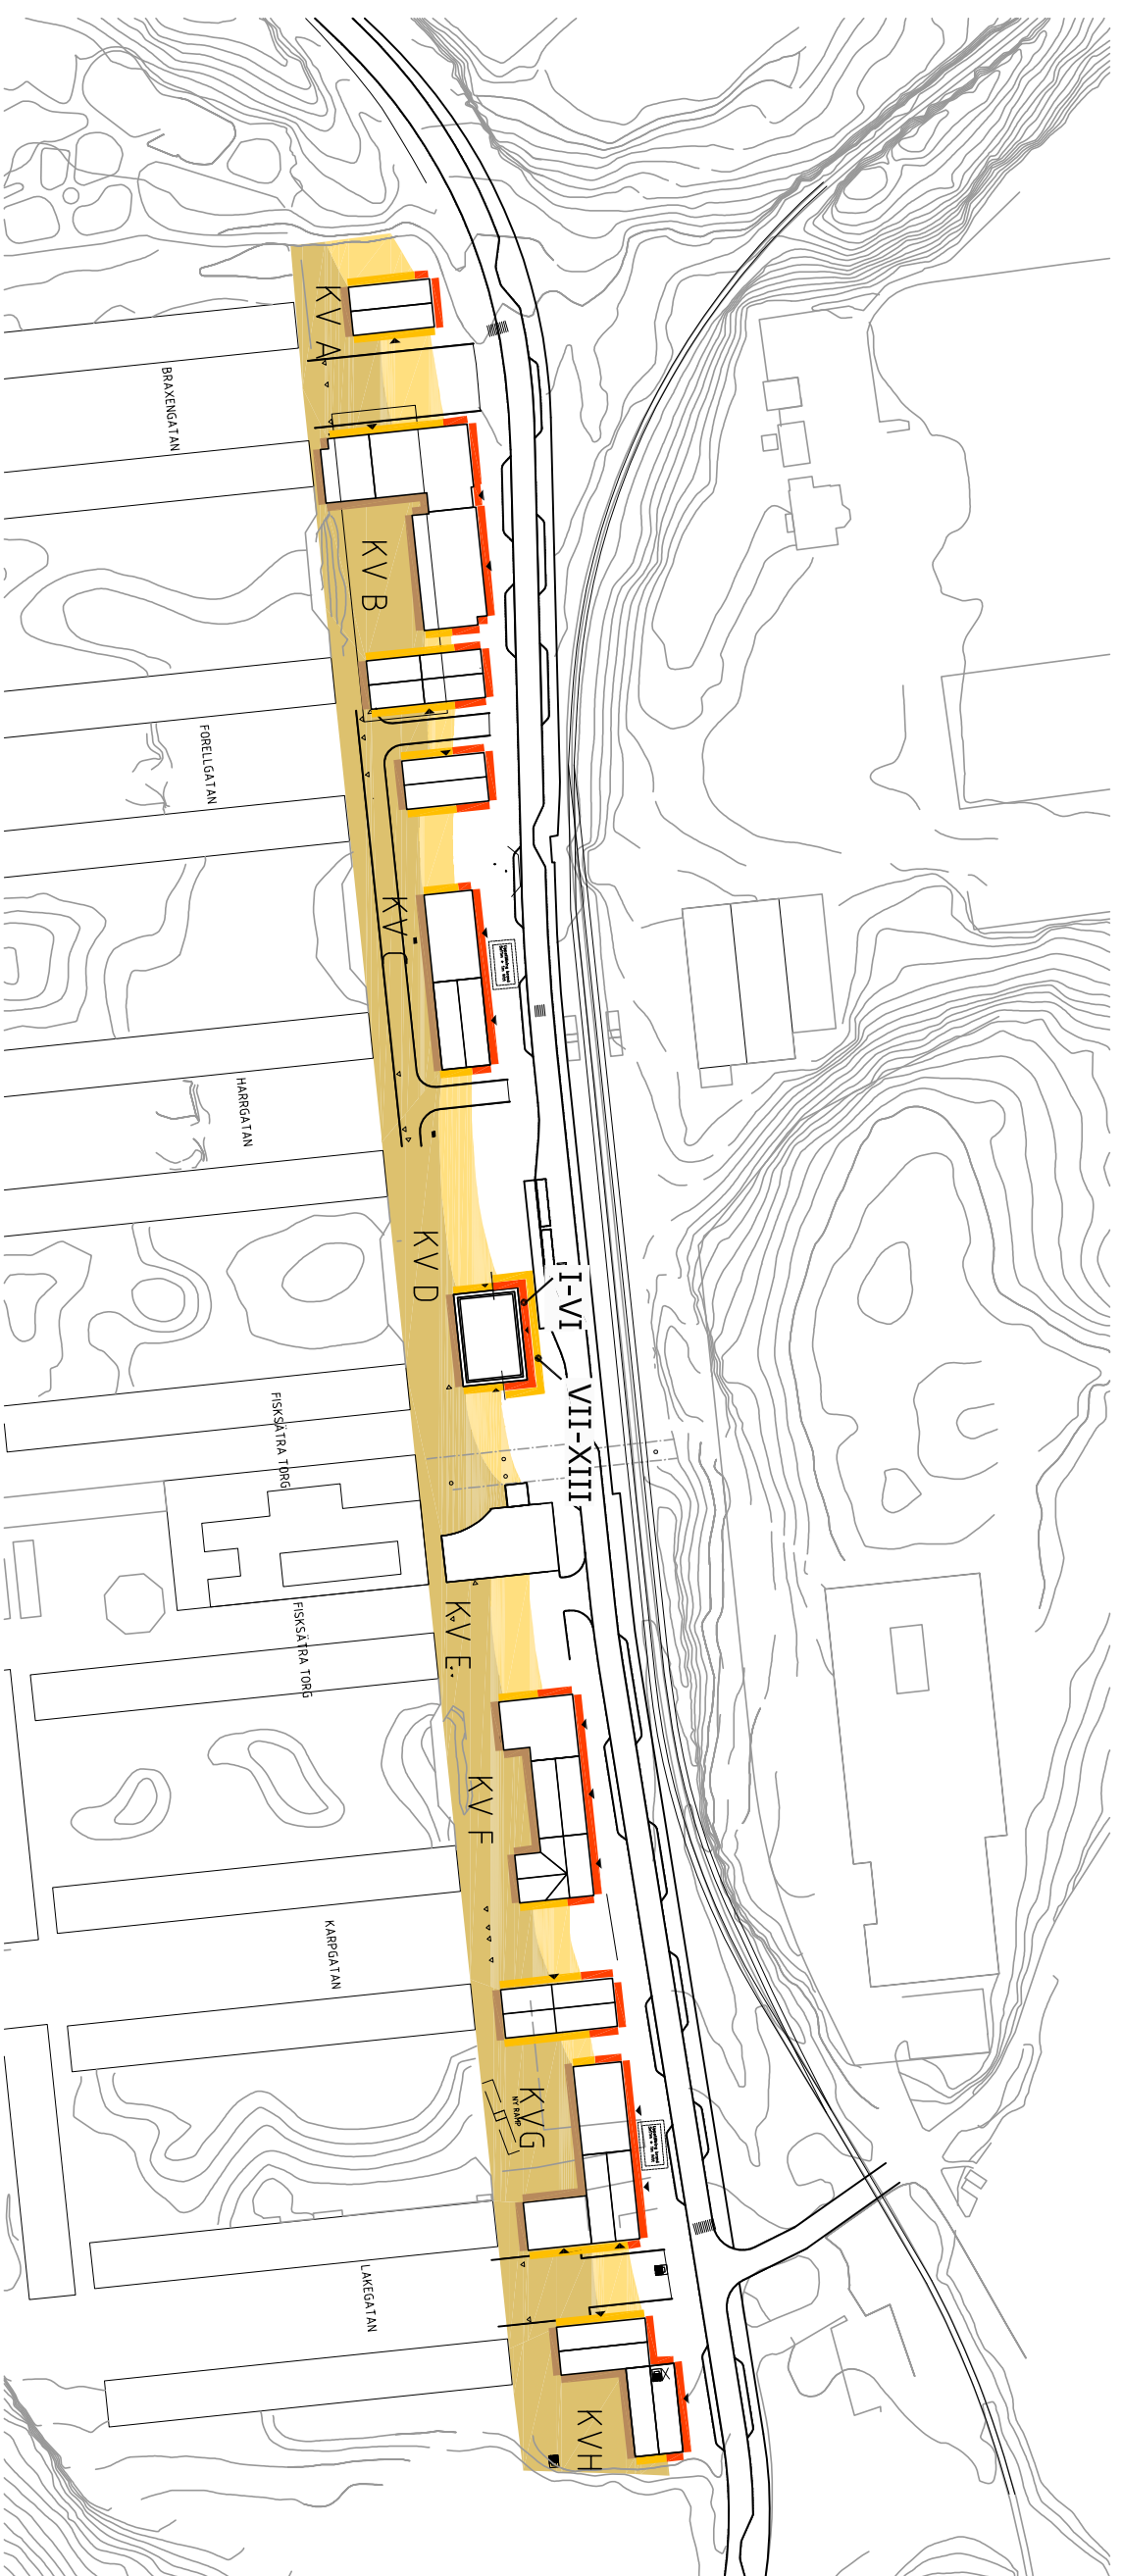 KV A
BRAXENGATAN
KV B
FORELLGATAN
KV C
HARRGATAN
KV D
I-VI
VII-XIII
FISKSÄTRA TORG
FISKSÄTRA TORG
KV E
KV F
KARPGATAN
KV G
NY RAMP
LAKEGATAN
KV H